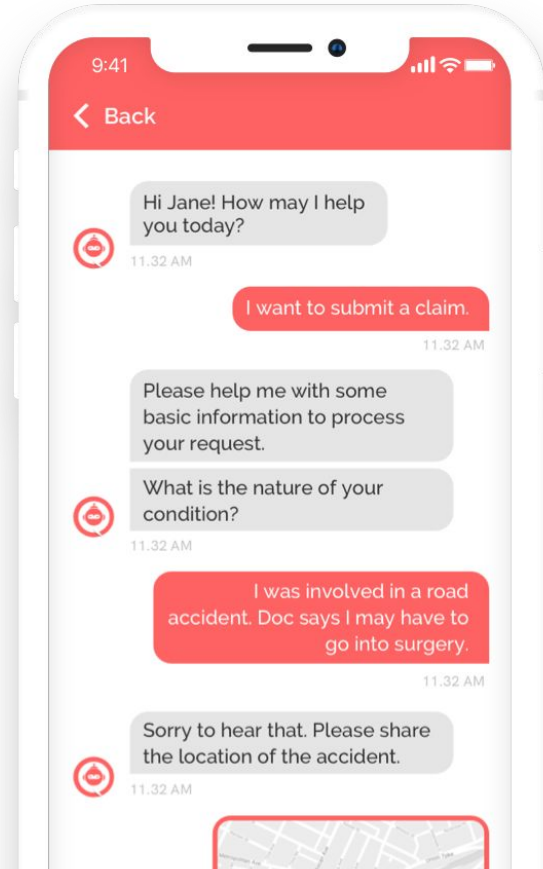 9:41
Back
Hi Jane! How may I help
you today?
11.32 AM
I want to submit a claim.
11.32 AM
Please help me with some
basic information to process
your request.
What is the nature of your
condition?
11.32 AM
I was involved in a road
accident. Doc says I may have to
go into surgery.
11.32 AM
Sorry to hear that. Please share
the location of the accident.
11.32 AM